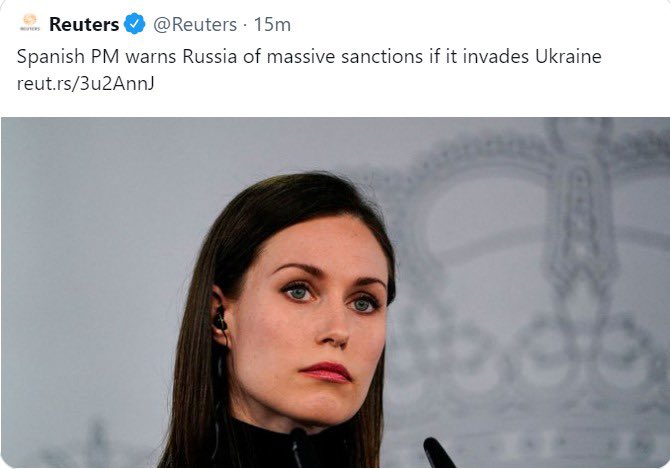 REUTERS
Reuters @Reuters · 15m
Spanish PM warns Russia of massive sanctions if it invades Ukraine
reut.rs/3u2AnnJ